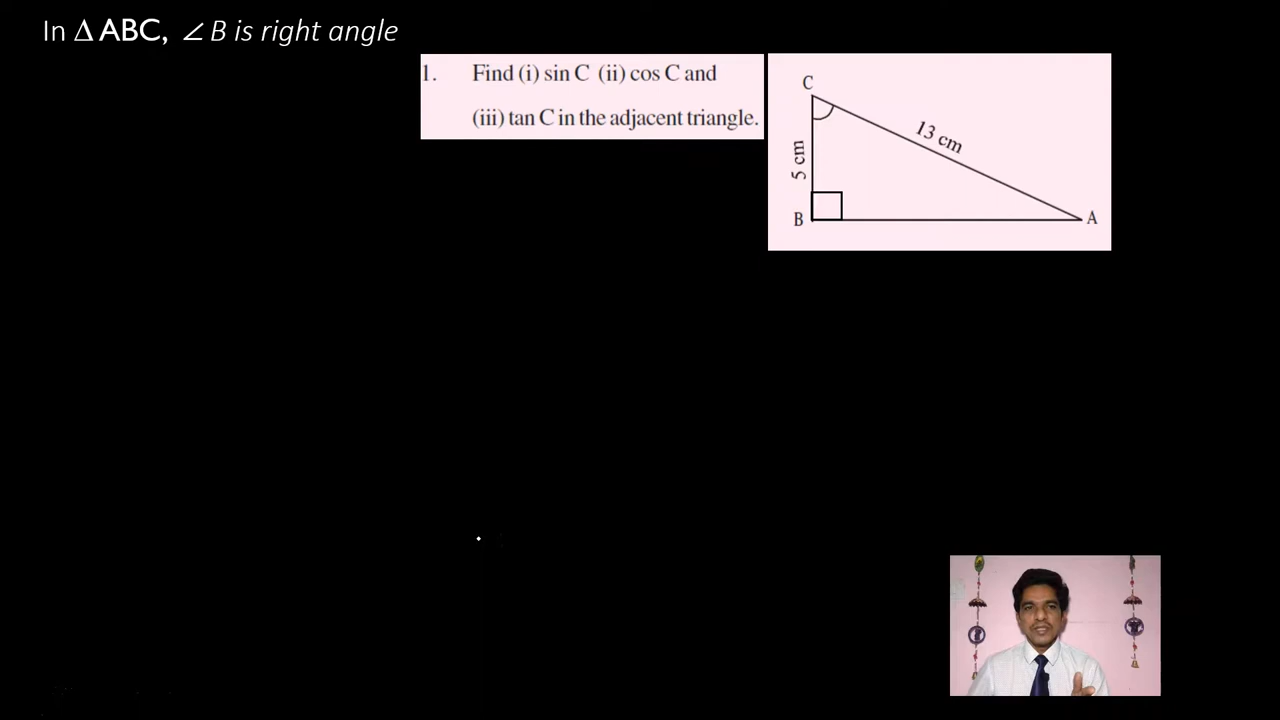 In Δ ABC, ∠B is right angle
1. Find (i) sin C (ii) cos C and
(iii) tan C in the adjacent triangle.
C
13 cm
5 cm
B
A